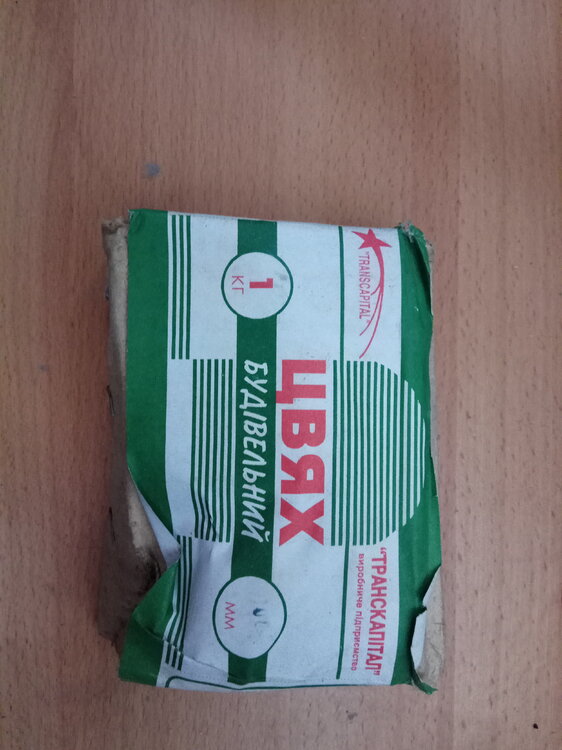 "TRANSCAPITAL"
"ТРАНСКАПІТАЛ"
виробниче підприємство
ЦВЯХ
БУДІВЕЛЬНИЙ
1
КГ
ММ